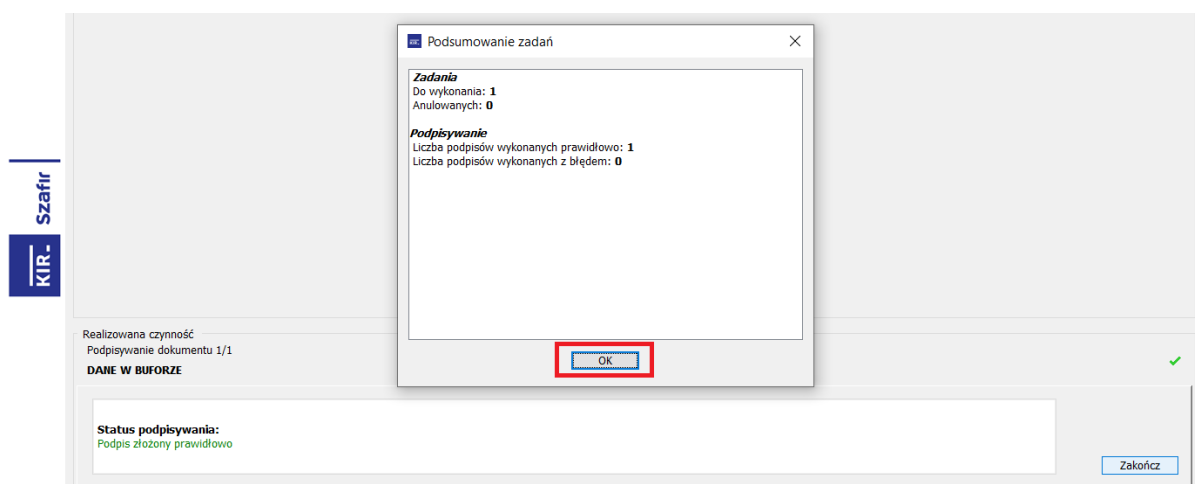 KIR. Podsumowanie zadań
Zadania
Do wykonania: 1
Anulowanych: 0
Podpisywanie
Liczba podpisów wykonanych prawidłowo: 1
Liczba podpisów wykonanych z błędem: 0
OK
KIR. Szafir
Realizowana czynność
Podpisywanie dokumentu 1/1
DANE W BUFORZE
Status podpisywania:
Podpis złożony prawidłowo
Zakończ